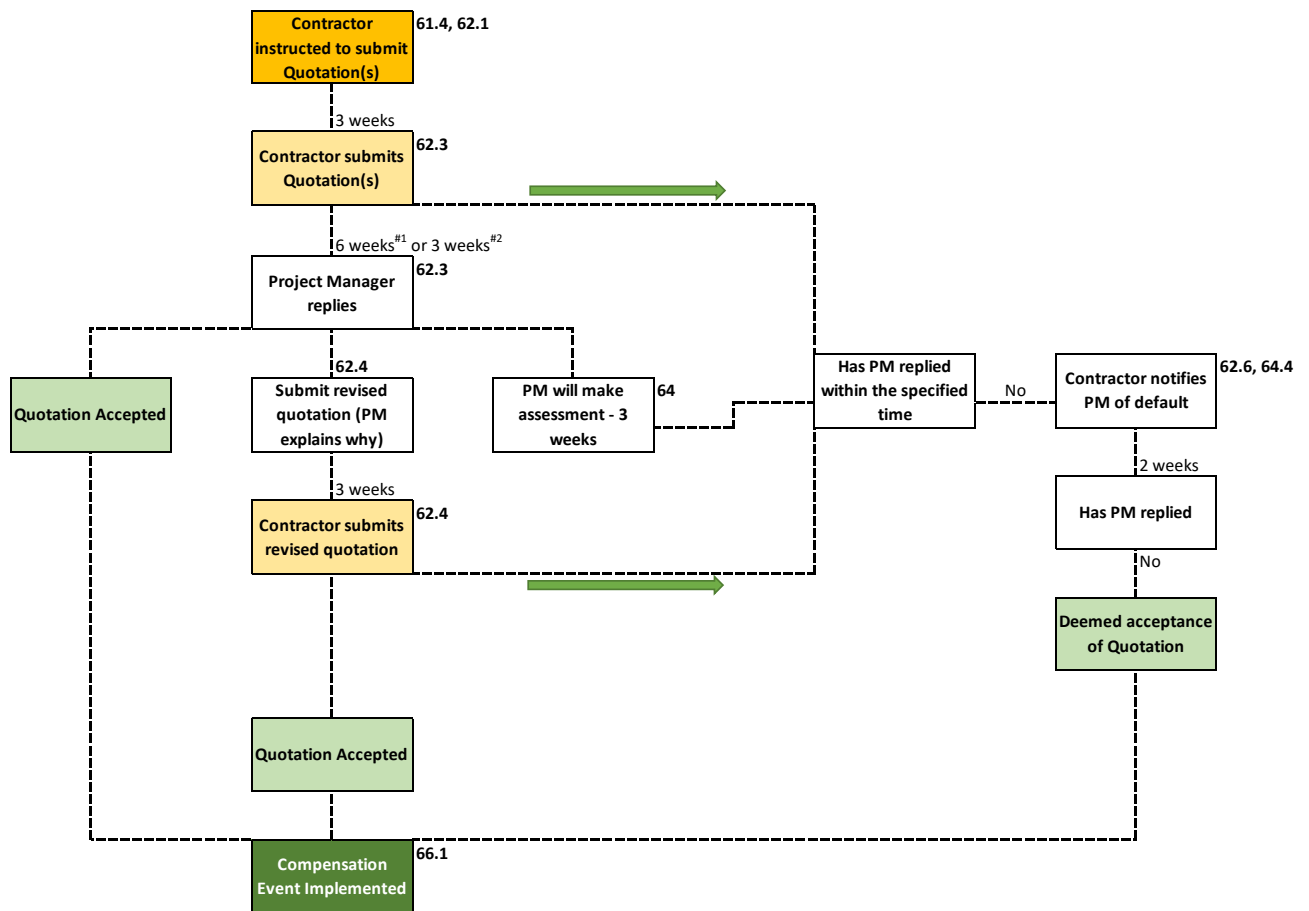 Contractor
instructed to submit
Quotation(s)
61.4, 62.1
3 weeks
Contractor submits
Quotation(s)
62.3
6 weeks#1 or 3 weeks#2
Project Manager
replies
62.3
Quotation Accepted
62.4
Submit revised
quotation (PM
explains why)
PM will make
assessment - 3
weeks
64
Has PM replied
within the specified
time
No
Contractor notifies
PM of default
62.6, 64.4
3 weeks
Contractor submits
revised quotation
62.4
2 weeks
Has PM replied
No
Deemed acceptance
of Quotation
Quotation Accepted
Compensation
Event Implemented
66.1